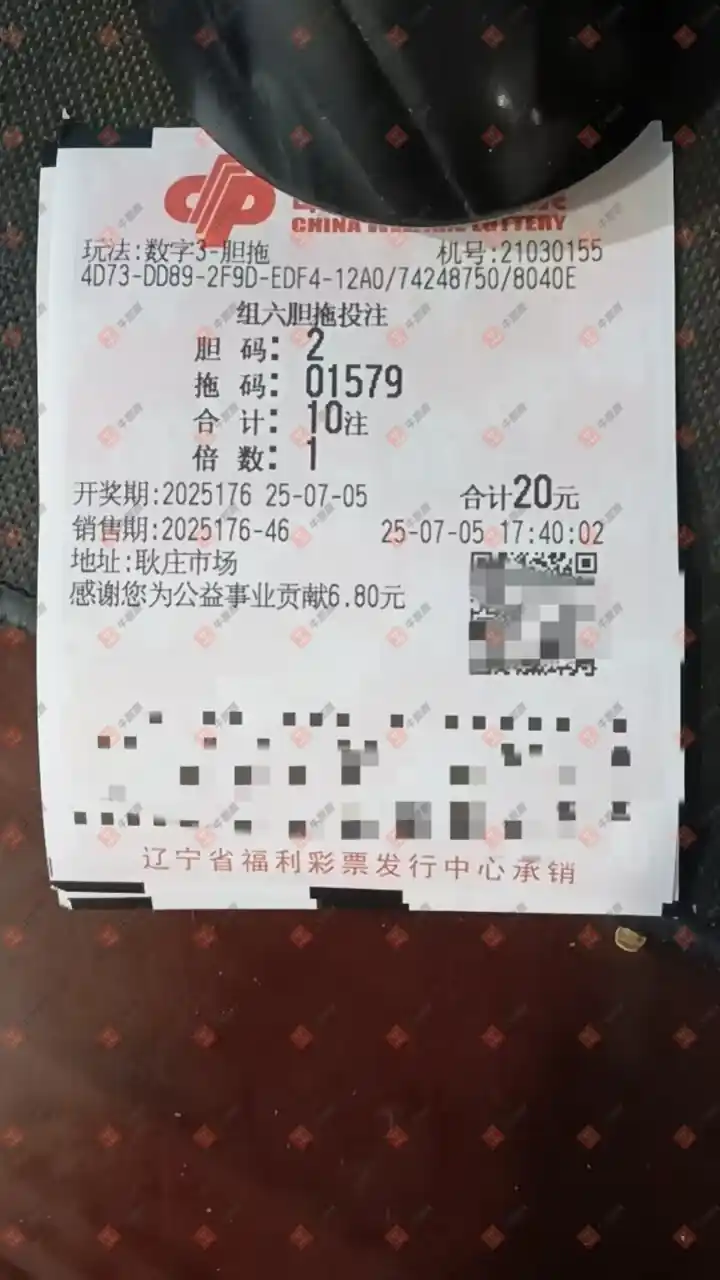 CHINA WELFARE LOTTERY
玩法:数字3-胆拖 机号:21030155
4D73-DD89-2F9D-EDF4-12A0/74248750/8040E
组六胆拖投注
胆 码: 2
拖 码: 01579
合 计: 10注
倍 数: 1
开奖期:2025176 25-07-05 合计20元
销售期:2025176-46 25-07-05 17:40:02
地址:耿庄市场
感谢您为公益事业贡献6.80元
辽宁省福利彩票发行中心承销